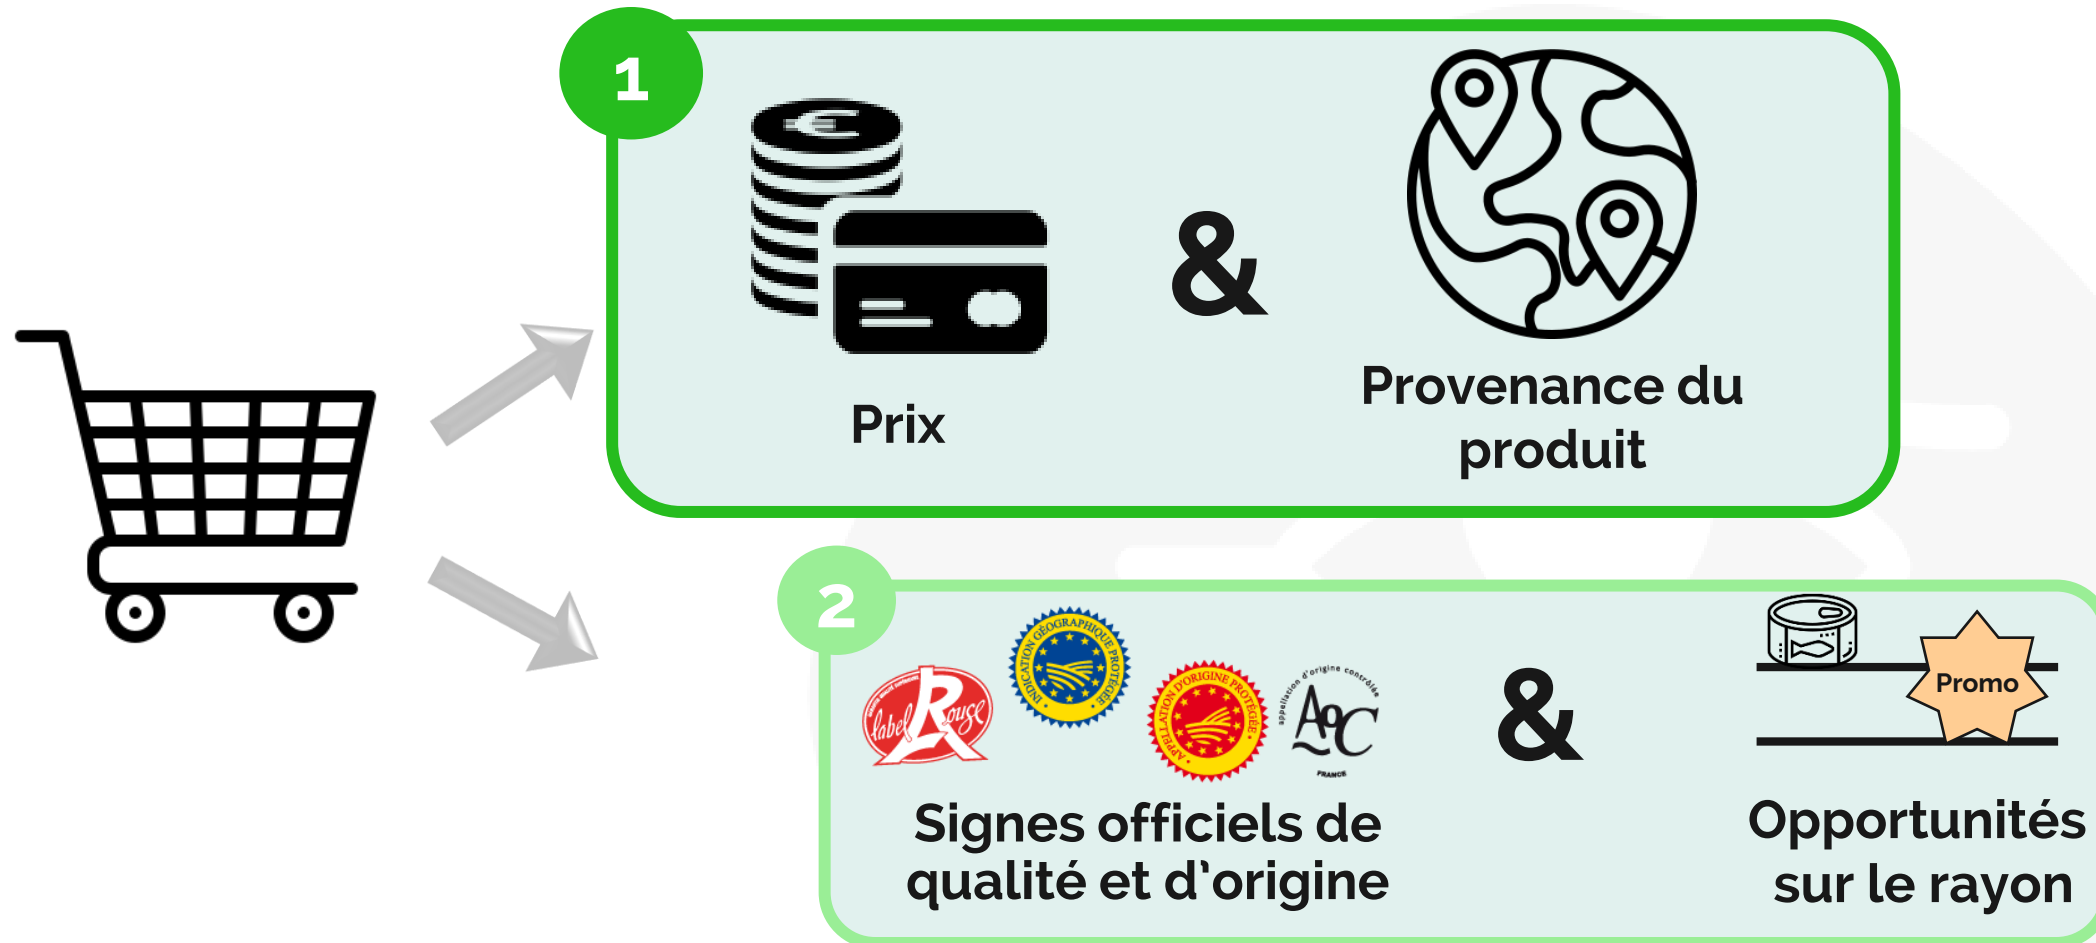 1
€
&
Prix
Provenance du
produit
2
label Rouge
INDICATION GÉOGRAPHIQUE PROTÉGÉE
APPELLATION D'ORIGINE PROTÉGÉE
appellation d'origine contrôlée
AOC
FRANCE
&
Promo
Signes officiels de
qualité et d'origine
Opportunités
sur le rayon